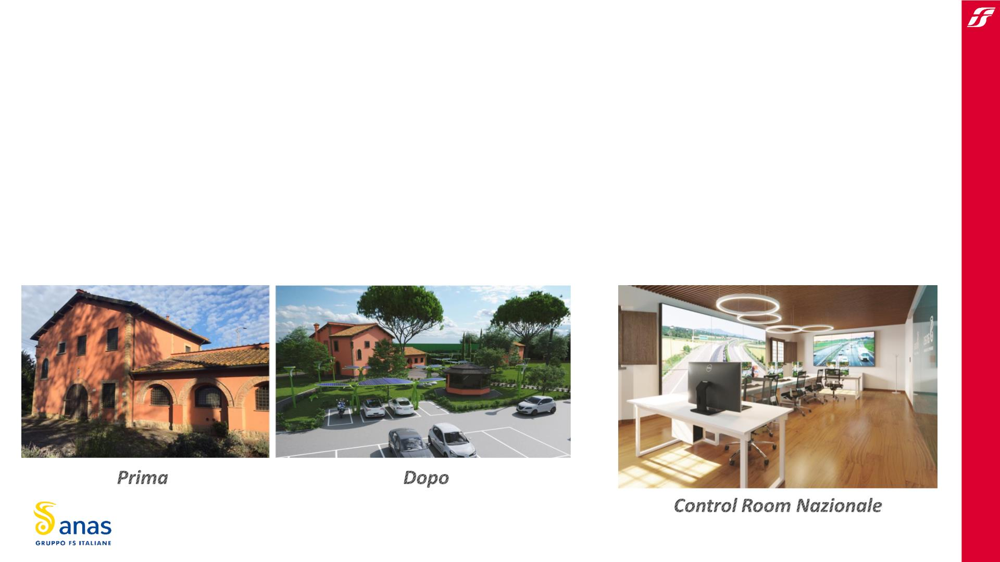 Prima
Dopo
Control Room Nazionale
anas
GRUPPO FS ITALIANE